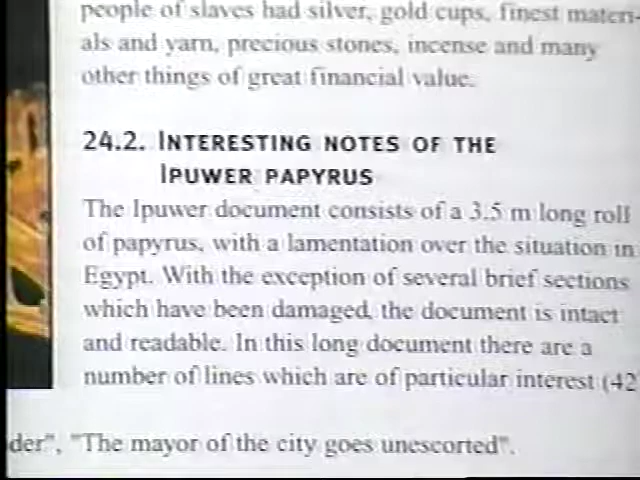 people of slaves had silver, gold cups, finest materi-
als and yarn, precious stones, incense and many
other things of great financial value.
24.2. INTERESTING NOTES OF THE
IPUWER PAPYRUS
The Ipuwer document consists of a 3.5 m long roll
of papyrus, with a lamentation over the situation in
Egypt. With the exception of several brief sections
which have been damaged, the document is intact
and readable. In this long document there are a
number of lines which are of particular interest (42
der", "The mayor of the city goes unescorted".